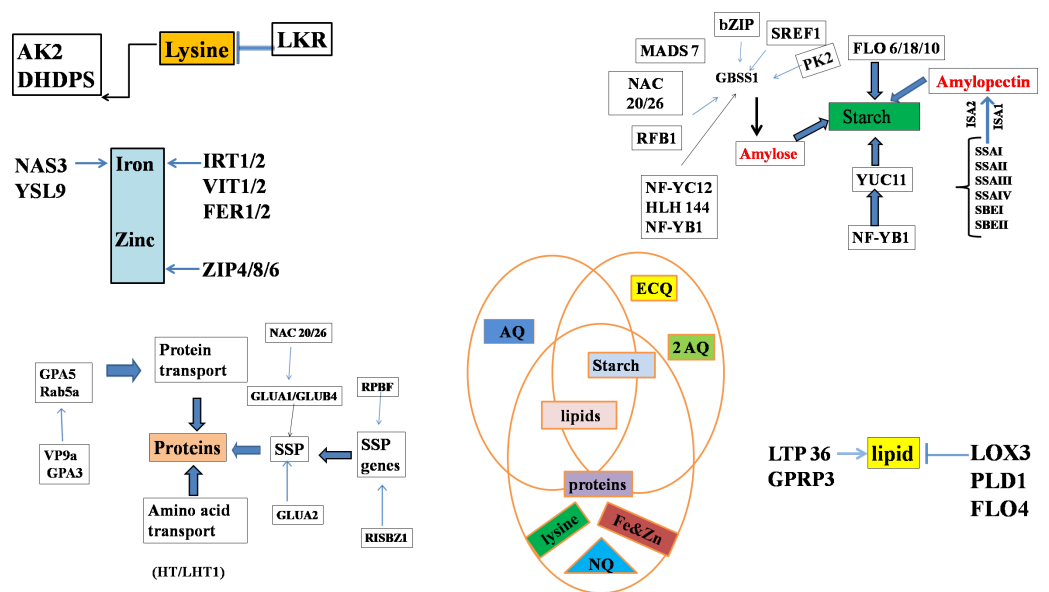 AK2
DHDPS
Lysine
LKR
NAS3
YSL9
Iron
Zinc
IRT1/2
VIT1/2
FER1/2
ZIP4/8/6
bZIP
SREF1
MADS 7
GBSS1
PK2
NAC
20/26
RFB1
NF-YC12
HLH 144
NF-YB1
Amylose
FLO 6/18/10
Starch
Amylopectin
ISA2
ISA1
SSAI
SSAII
SSAIII
SSAIV
SBEI
SBEII
YUC11
NF-YB1
GPA5
Rab5a
VP9a
GPA3
Protein
transport
Proteins
Amino acid
transport
(HT/LHT1)
NAC 20/26
GLUA1/GLUB4
SSP
GLUA2
RPBF
SSP
genes
RISBZ1
AQ
ECQ
2 AQ
Starch
lipids
proteins
lysine
Fe&Zn
NQ
LTP 36
GPRP3
lipid
LOX3
PLD1
FLO4